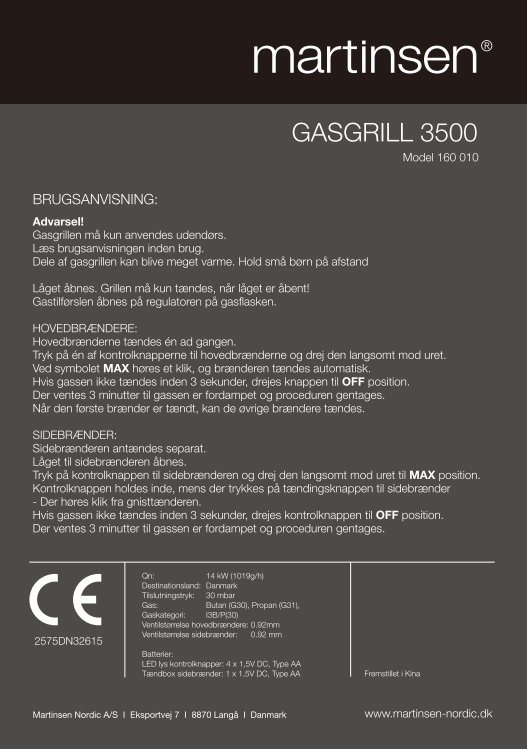 martinsen®
GASGRILL 3500
Model 160 010
BRUGSANVISNING:
Advarsel!
Gasgrillen må kun anvendes udendørs.
Læs brugsanvisningen inden brug.
Dele af gasgrillen kan blive meget varme. Hold små børn på afstand
Låget åbnes. Grillen må kun tændes, når låget er åbent!
Gastilførslen åbnes på regulatoren på gasflasken.
HOVEDBRÆNDERE:
Hovedbrænderne tændes én ad gangen.
Tryk på én af kontrolknapperne til hovedbrænderne og drej den langsomt mod uret.
Ved symbolet MAX høres et klik, og brænderen tændes automatisk.
Hvis gassen ikke tændes inden 3 sekunder, drejes knappen til OFF position.
Der ventes 3 minutter til gassen er fordampet og proceduren gentages.
Når den første brænder er tændt, kan de øvrige brændere tændes.
SIDEBRÆNDER:
Sidebrænderen antændes separat.
Låget til sidebrænderen åbnes.
Tryk på kontrolknappen til sidebrænderen og drej den langsomt mod uret til MAX position.
Kontrolknappen holdes inde, mens der trykkes på tændingsknappen til sidebrænder
- Der høres klik fra gnisttænderen.
Hvis gassen ikke tændes inden 3 sekunder, drejes kontrolknappen til OFF position.
Der ventes 3 minutter til gassen er fordampet og proceduren gentages.
CE
2575DN32615
Qn: 14 kW (1019g/h)
Destinationsland: Danmark
Tilslutningstryk: 30 mbar
Gas: Butan (G30), Propan (G31),
Gaskategori: I3B/P(30)
Ventilstørrelse hovedbrændere: 0.92mm
Ventilstørrelse sidebrænder: 0.92 mm
Batterier:
LED lys kontrolknapper: 4 x 1,5V DC, Type AA
Tændbox sidebrænder: 1 x 1,5V DC, Type AA
Fremstillet i Kina
Martinsen Nordic A/S I Eksportvej 7 I 8870 Langå I Danmark
www.martinsen-nordic.dk